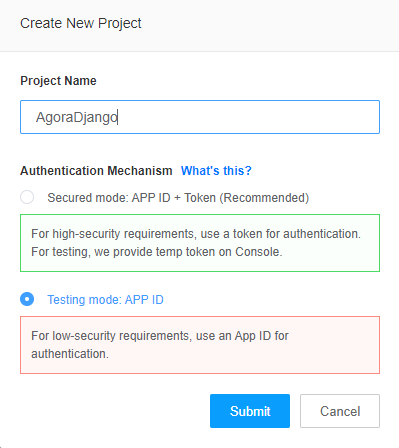 Create New Project
Project Name
AgoraDjango
Authentication Mechanism What's this?
Secured mode: APP ID + Token (Recommended)
For high-security requirements, use a token for authentication.
For testing, we provide temp token on Console.
Testing mode: APP ID
For low-security requirements, use an App ID for
authentication.
Submit Cancel